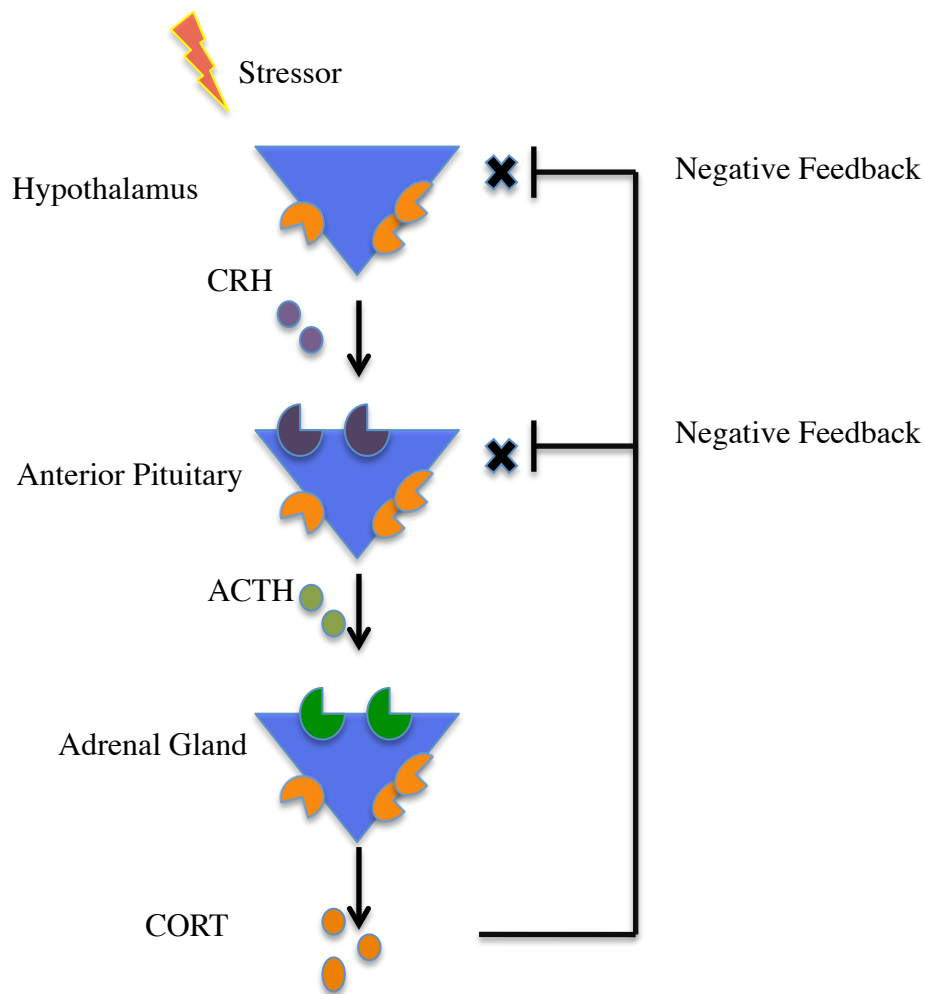 Stressor
Negative Feedback
Hypothalamus
CRH
Negative Feedback
Anterior Pituitary
ACTH
Adrenal Gland
CORT